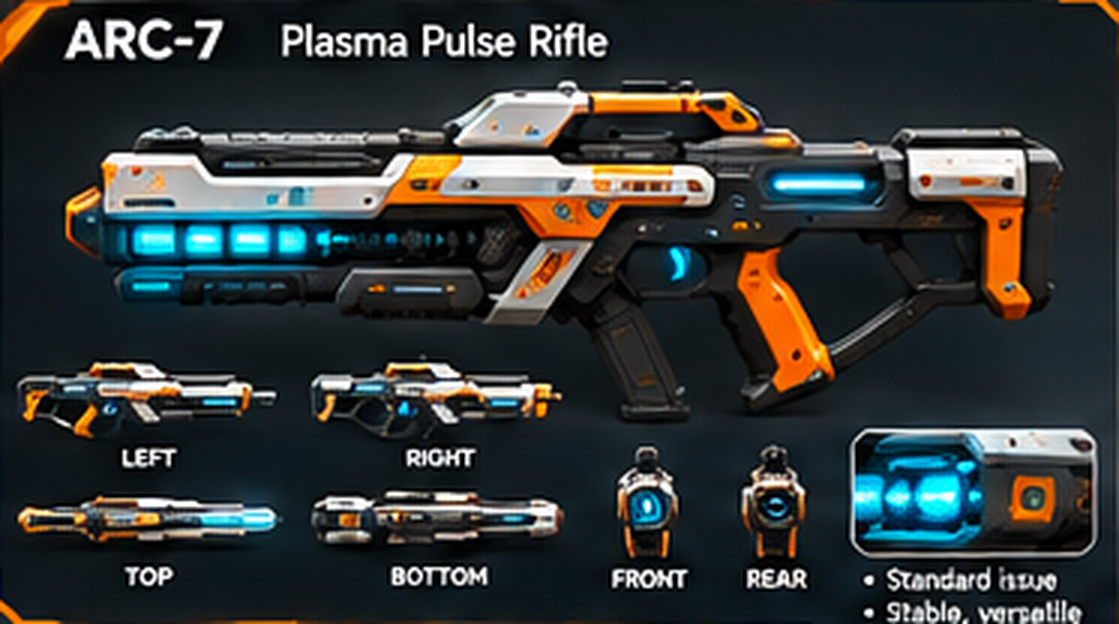 ARC-7 Plasma Pulse Rifle
LEFT
RIGHT
TOP
BOTTOM
FRONT
REAR
• Standard issue
• Stable, versatile